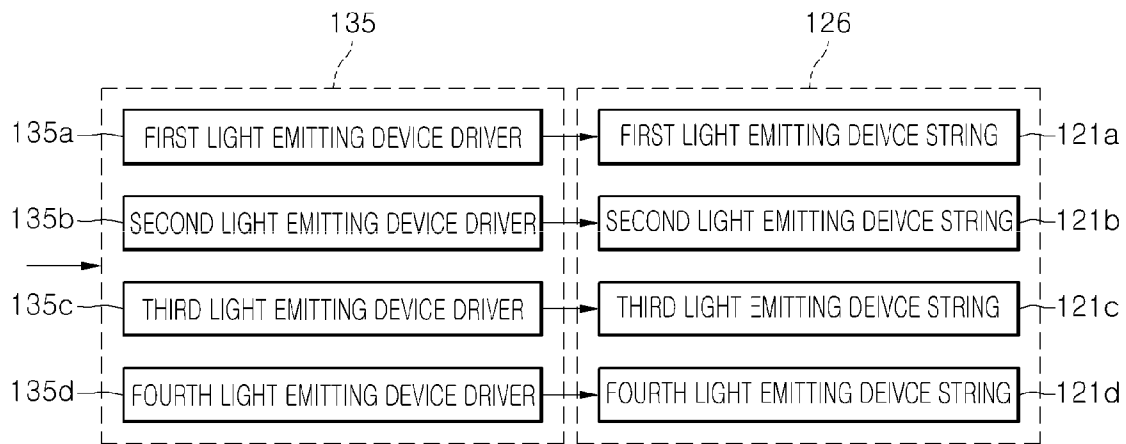 135 126
135a FIRST LIGHT EMITTING DEVICE DRIVER FIRST LIGHT EMITTING DEIVCE STRING 121a
135b SECOND LIGHT EMITTING DEVICE DRIVER SECOND LIGHT EMITTING DEIVCE STRING 121b
135c THIRD LIGHT EMITTING DEVICE DRIVER THIRD LIGHT EMITTING DEIVCE STRING 121c
135d FOURTH LIGHT EMITTING DEVICE DRIVER FOURTH LIGHT EMITTING DEIVCE STRING 121d